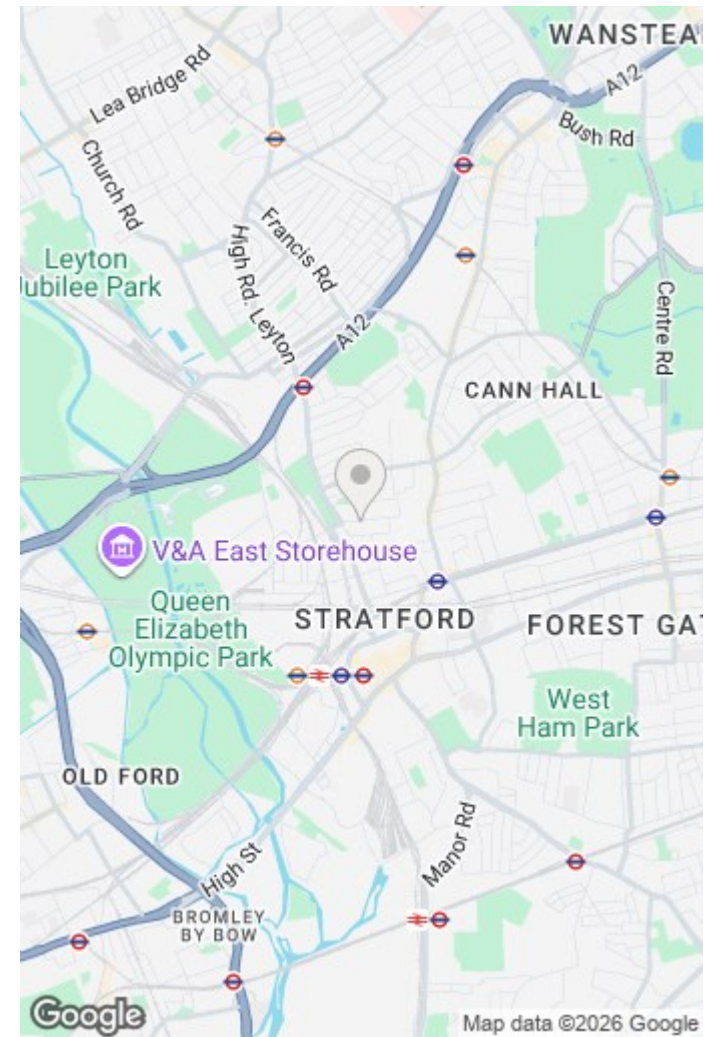 WANSTEA
A12
Lea Bridge Rd
Bush Rd
Church Rd
Francis Rd
High Rd. Leyton
Leyton
Jubilee Park
A12
Centre Rd
CANN HALL
V&A East Storehouse
Queen
Elizabeth
Olympic Park
STRATFORD
FOREST GAT
West
Ham Park
OLD FORD
Manor Rd
High St
BROMLEY
BY BOW
Google
Map data ©2026 Google